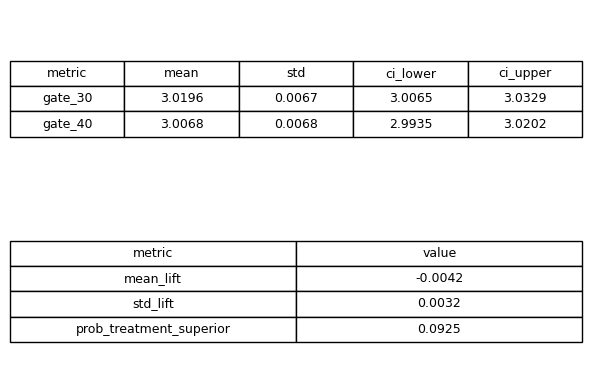 metric mean std ci_lower ci_upper
gate_30 3.0196 0.0067 3.0065 3.0329
gate_40 3.0068 0.0068 2.9935 3.0202
metric value
mean_lift -0.0042
std_lift 0.0032
prob_treatment_superior 0.0925